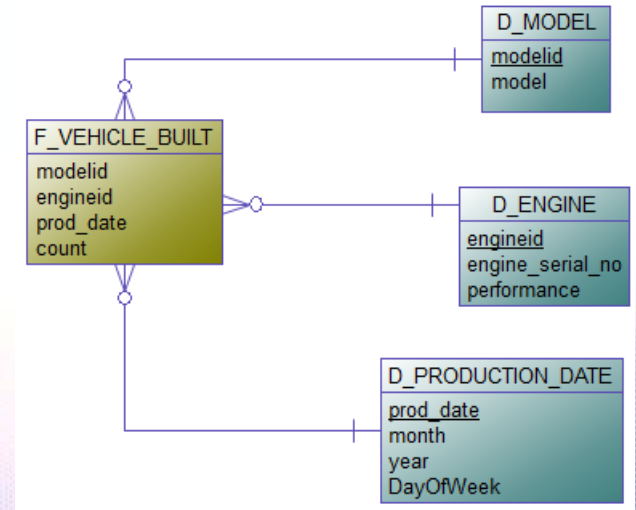 D_MODEL
modelid
model
F_VEHICLE_BUILT
modelid
engineid
prod_date
count
D_ENGINE
engineid
engine_serial_no
performance
D_PRODUCTION_DATE
prod_date
month
year
DayOfWeek